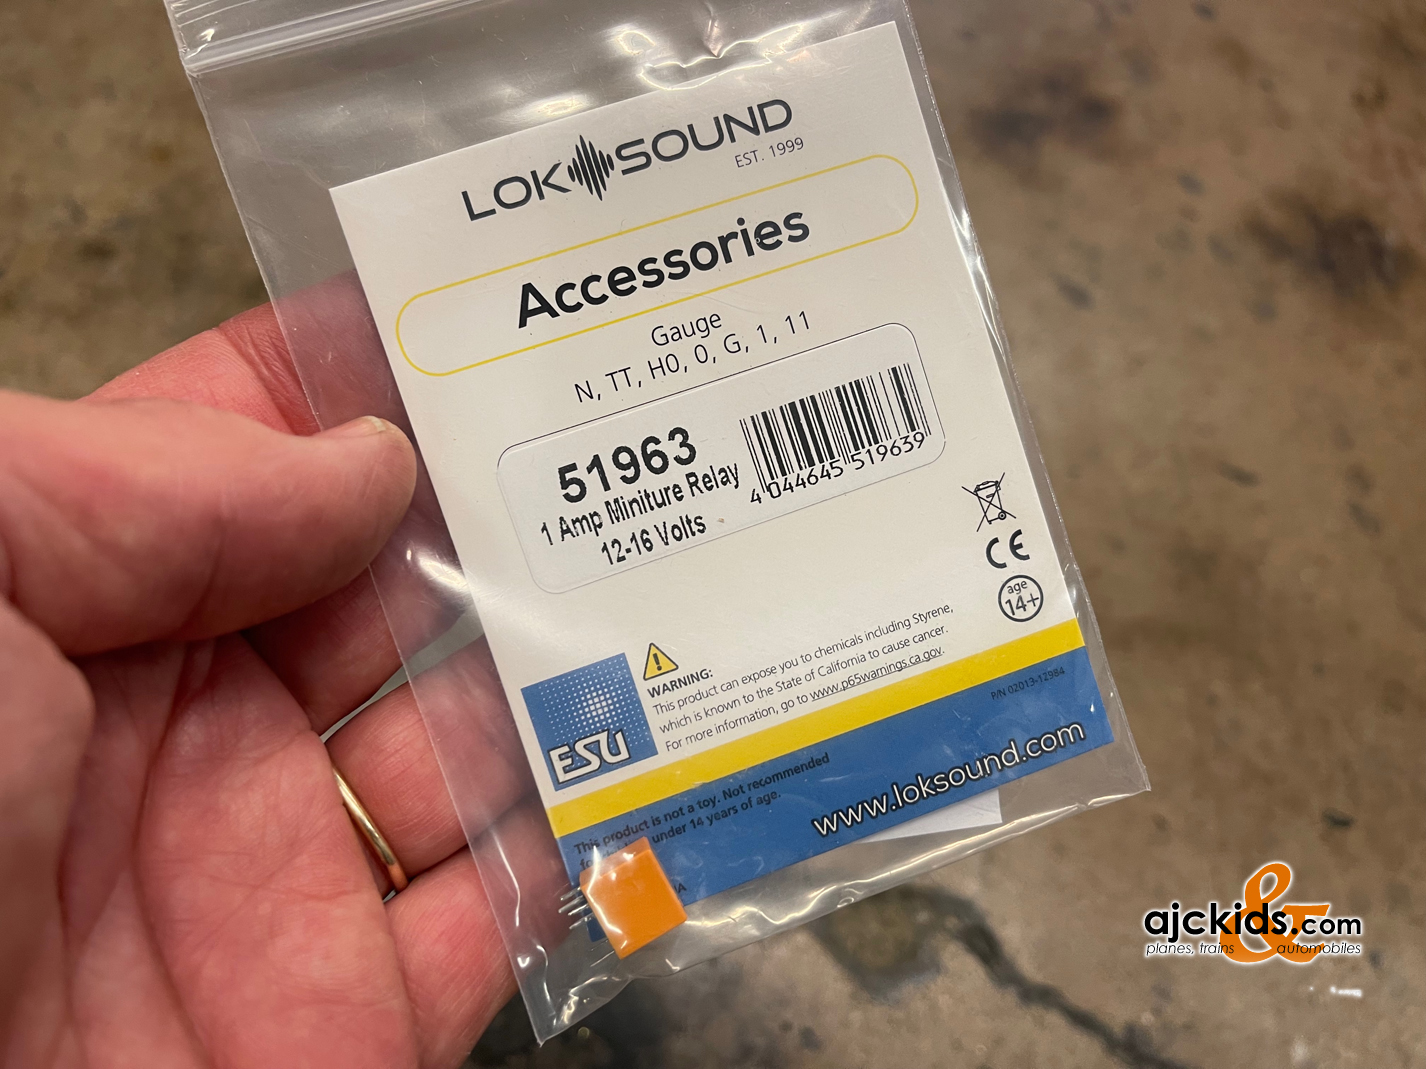 LOK SOUND
EST. 1999
Accessories
Gauge
N, TT, H0, 0, G, 1, 11
51963
1 Amp Miniture Relay
12-16 Volts
4 044645 519639
CE
age
14+
WARNING:
This product can expose you to chemicals including Styrene,
which is known to the State of California to cause cancer.
For more information, go to www.p65warnings.ca.gov.
ESU
P/N 02013-12984
This product is not a toy. Not recommended
under 14 years of age.
www.loksound.com
ajckids.com
&
planes, trains automobiles